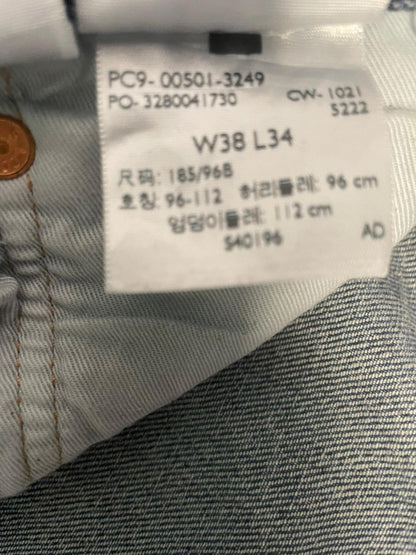 PC9- 00501-3249
PO- 3280041730 CW- 1021
S222
W38 L34
尺码: 185/96B
호칭: 96-112 허리둘레: 96 cm
엉덩이둘레: 112 cm
S40196 AD